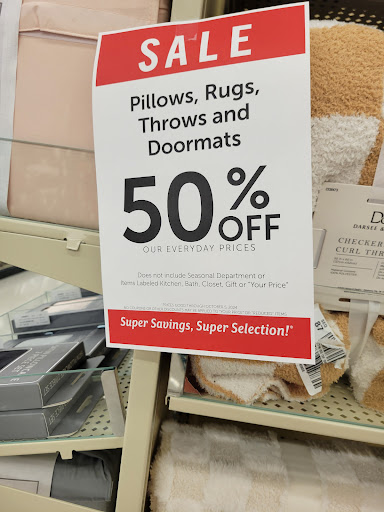 SALE
Pillows, Rugs,
Throws and
Doormats
50% OFF
OUR EVERYDAY PRICES
Does not include Seasonal Department or
Items Labeled Kitchen, Bath, Closet, Gift or "Your Price"
Super Savings, Super Selection!*
CHECKER
CURL THR